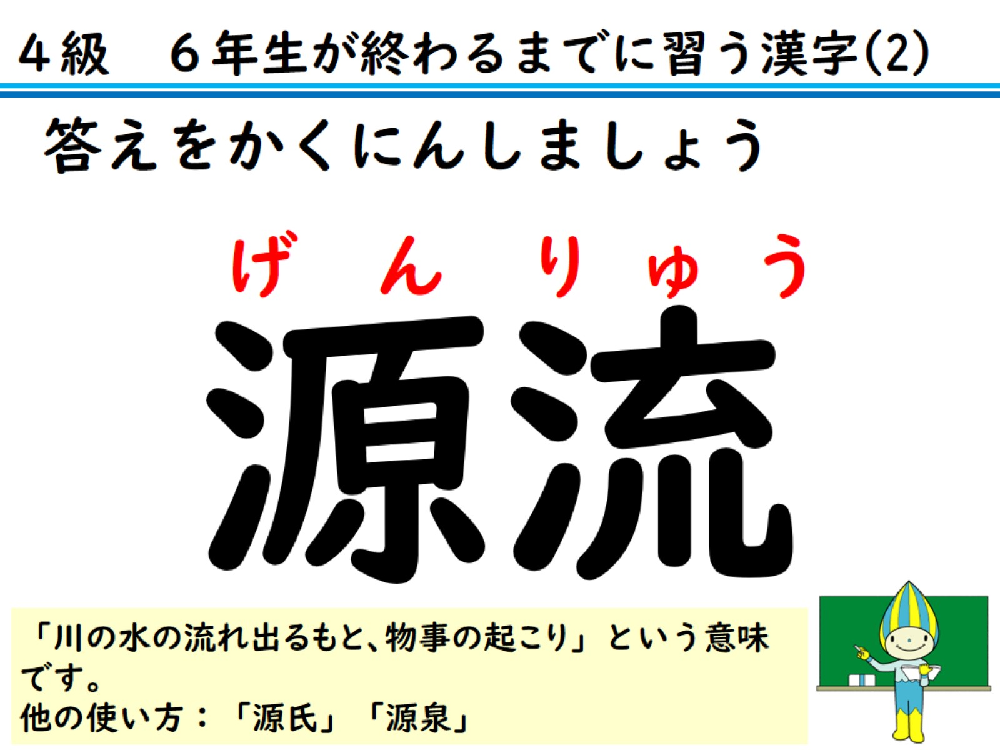 ４級　６年生が終わるまでに習う漢字(2)
答えをかくにんしましょう
げんりゅう
源流
「川の水の流れ出るもと、物事の起こり」という意味
です。
他の使い方：「源氏」「源泉」